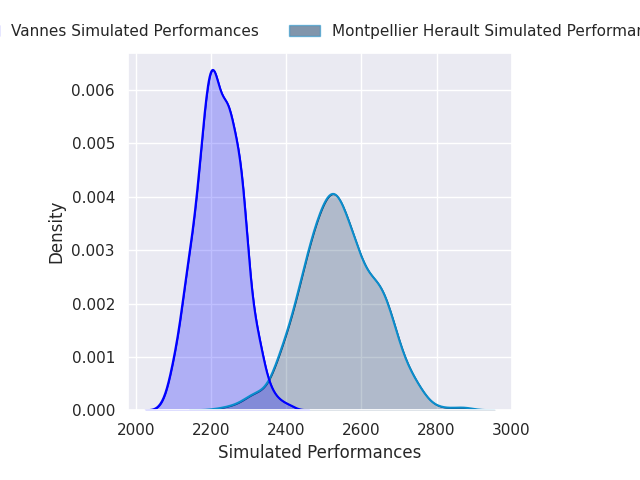 Vannes Simulated Performances
Montpellier Herault Simulated
0.006
0.005
0.004
0.003
0.002
0.001
0.000
Density
2000 2200 2400 2600 2800 3000
Simulated Performances